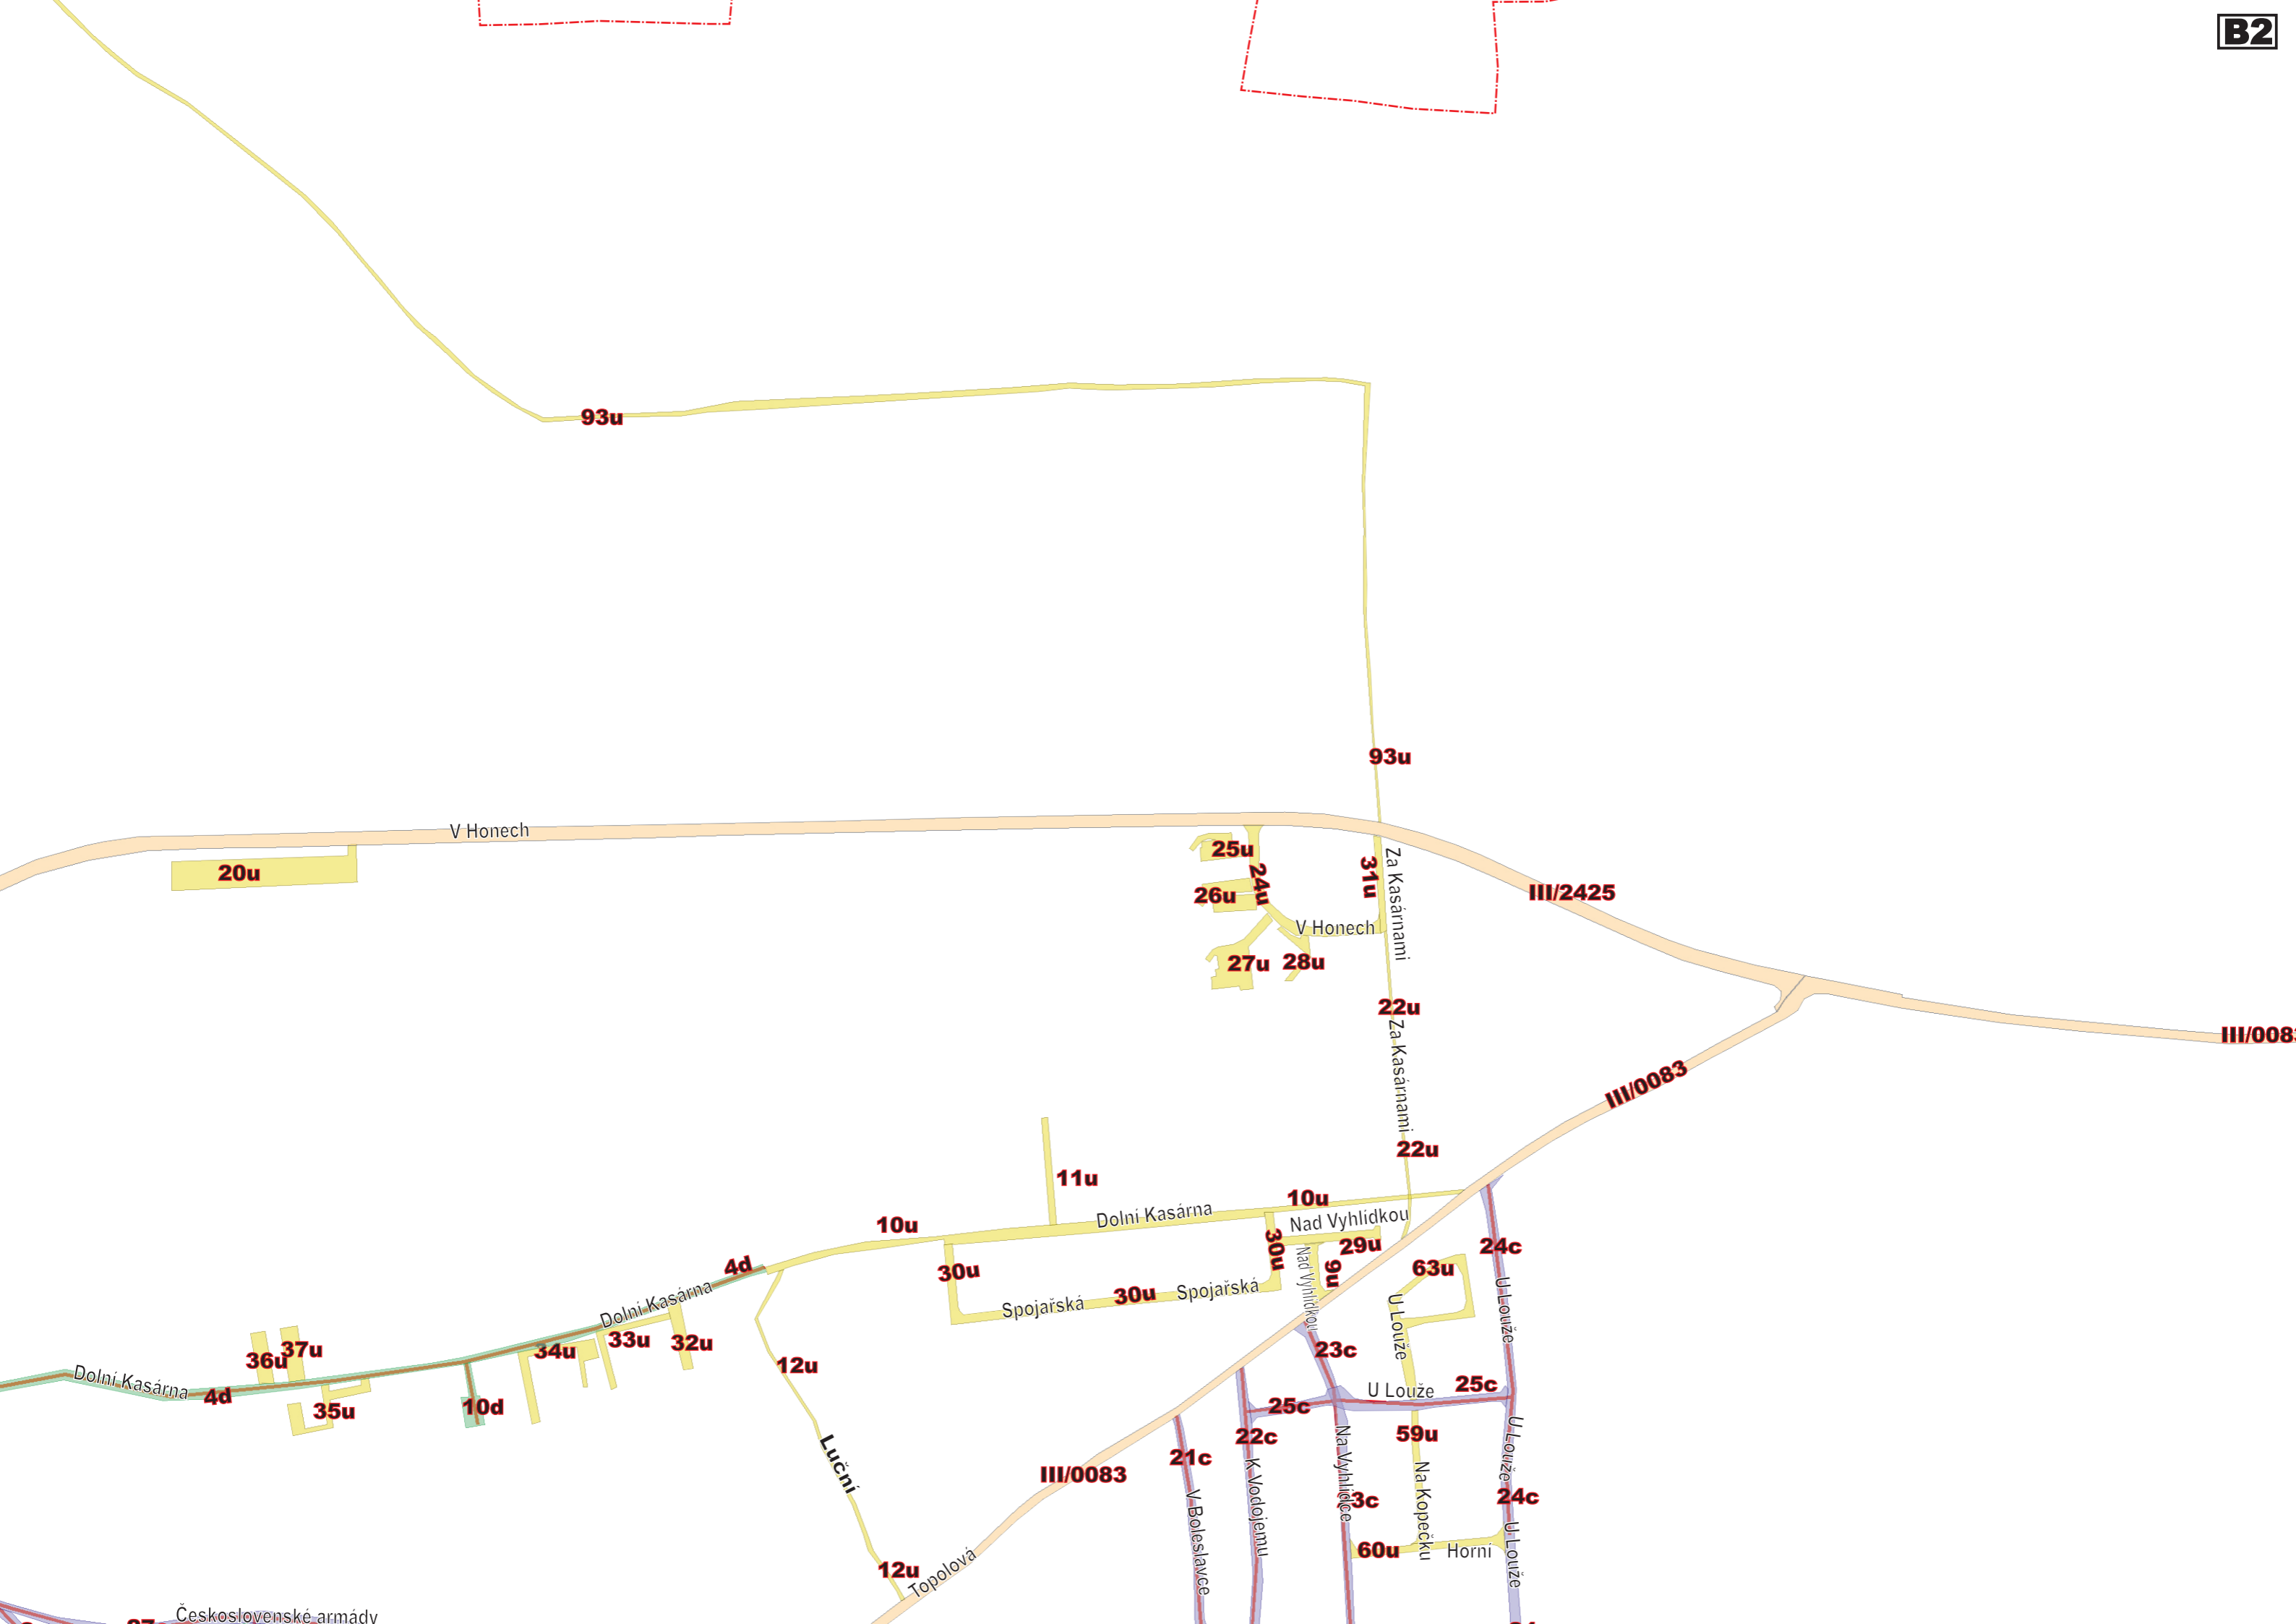 B2
93u
93u
V Honech
20u
25u
24u
31u
Za Kasárnami
26u
III/2425
V Honech
27u
28u
22u
Za Kasárnami
III/0083
22u
11u
10u
Dolní Kasárna
10u
Nad Vyhlídkou
30u
29u
24c
4d
30u
Nad Vyhlídkou
9u
63u
Dolní Kasárna
Spojařská
30u
Spojařská
U Louže
U Louže
36u
37u
34u
33u
32u
12u
23c
Dolní Kasárna
4d
35u
10d
25c
U Louže
25c
22c
59u
U Louže
Luční
III/0083
21c
K Vodojemu
Na Vyhlídce
3c
Na Kopečku
24c
V Boleslavce
60u
Horní
U Louže
12u
Topolová
Československé armády